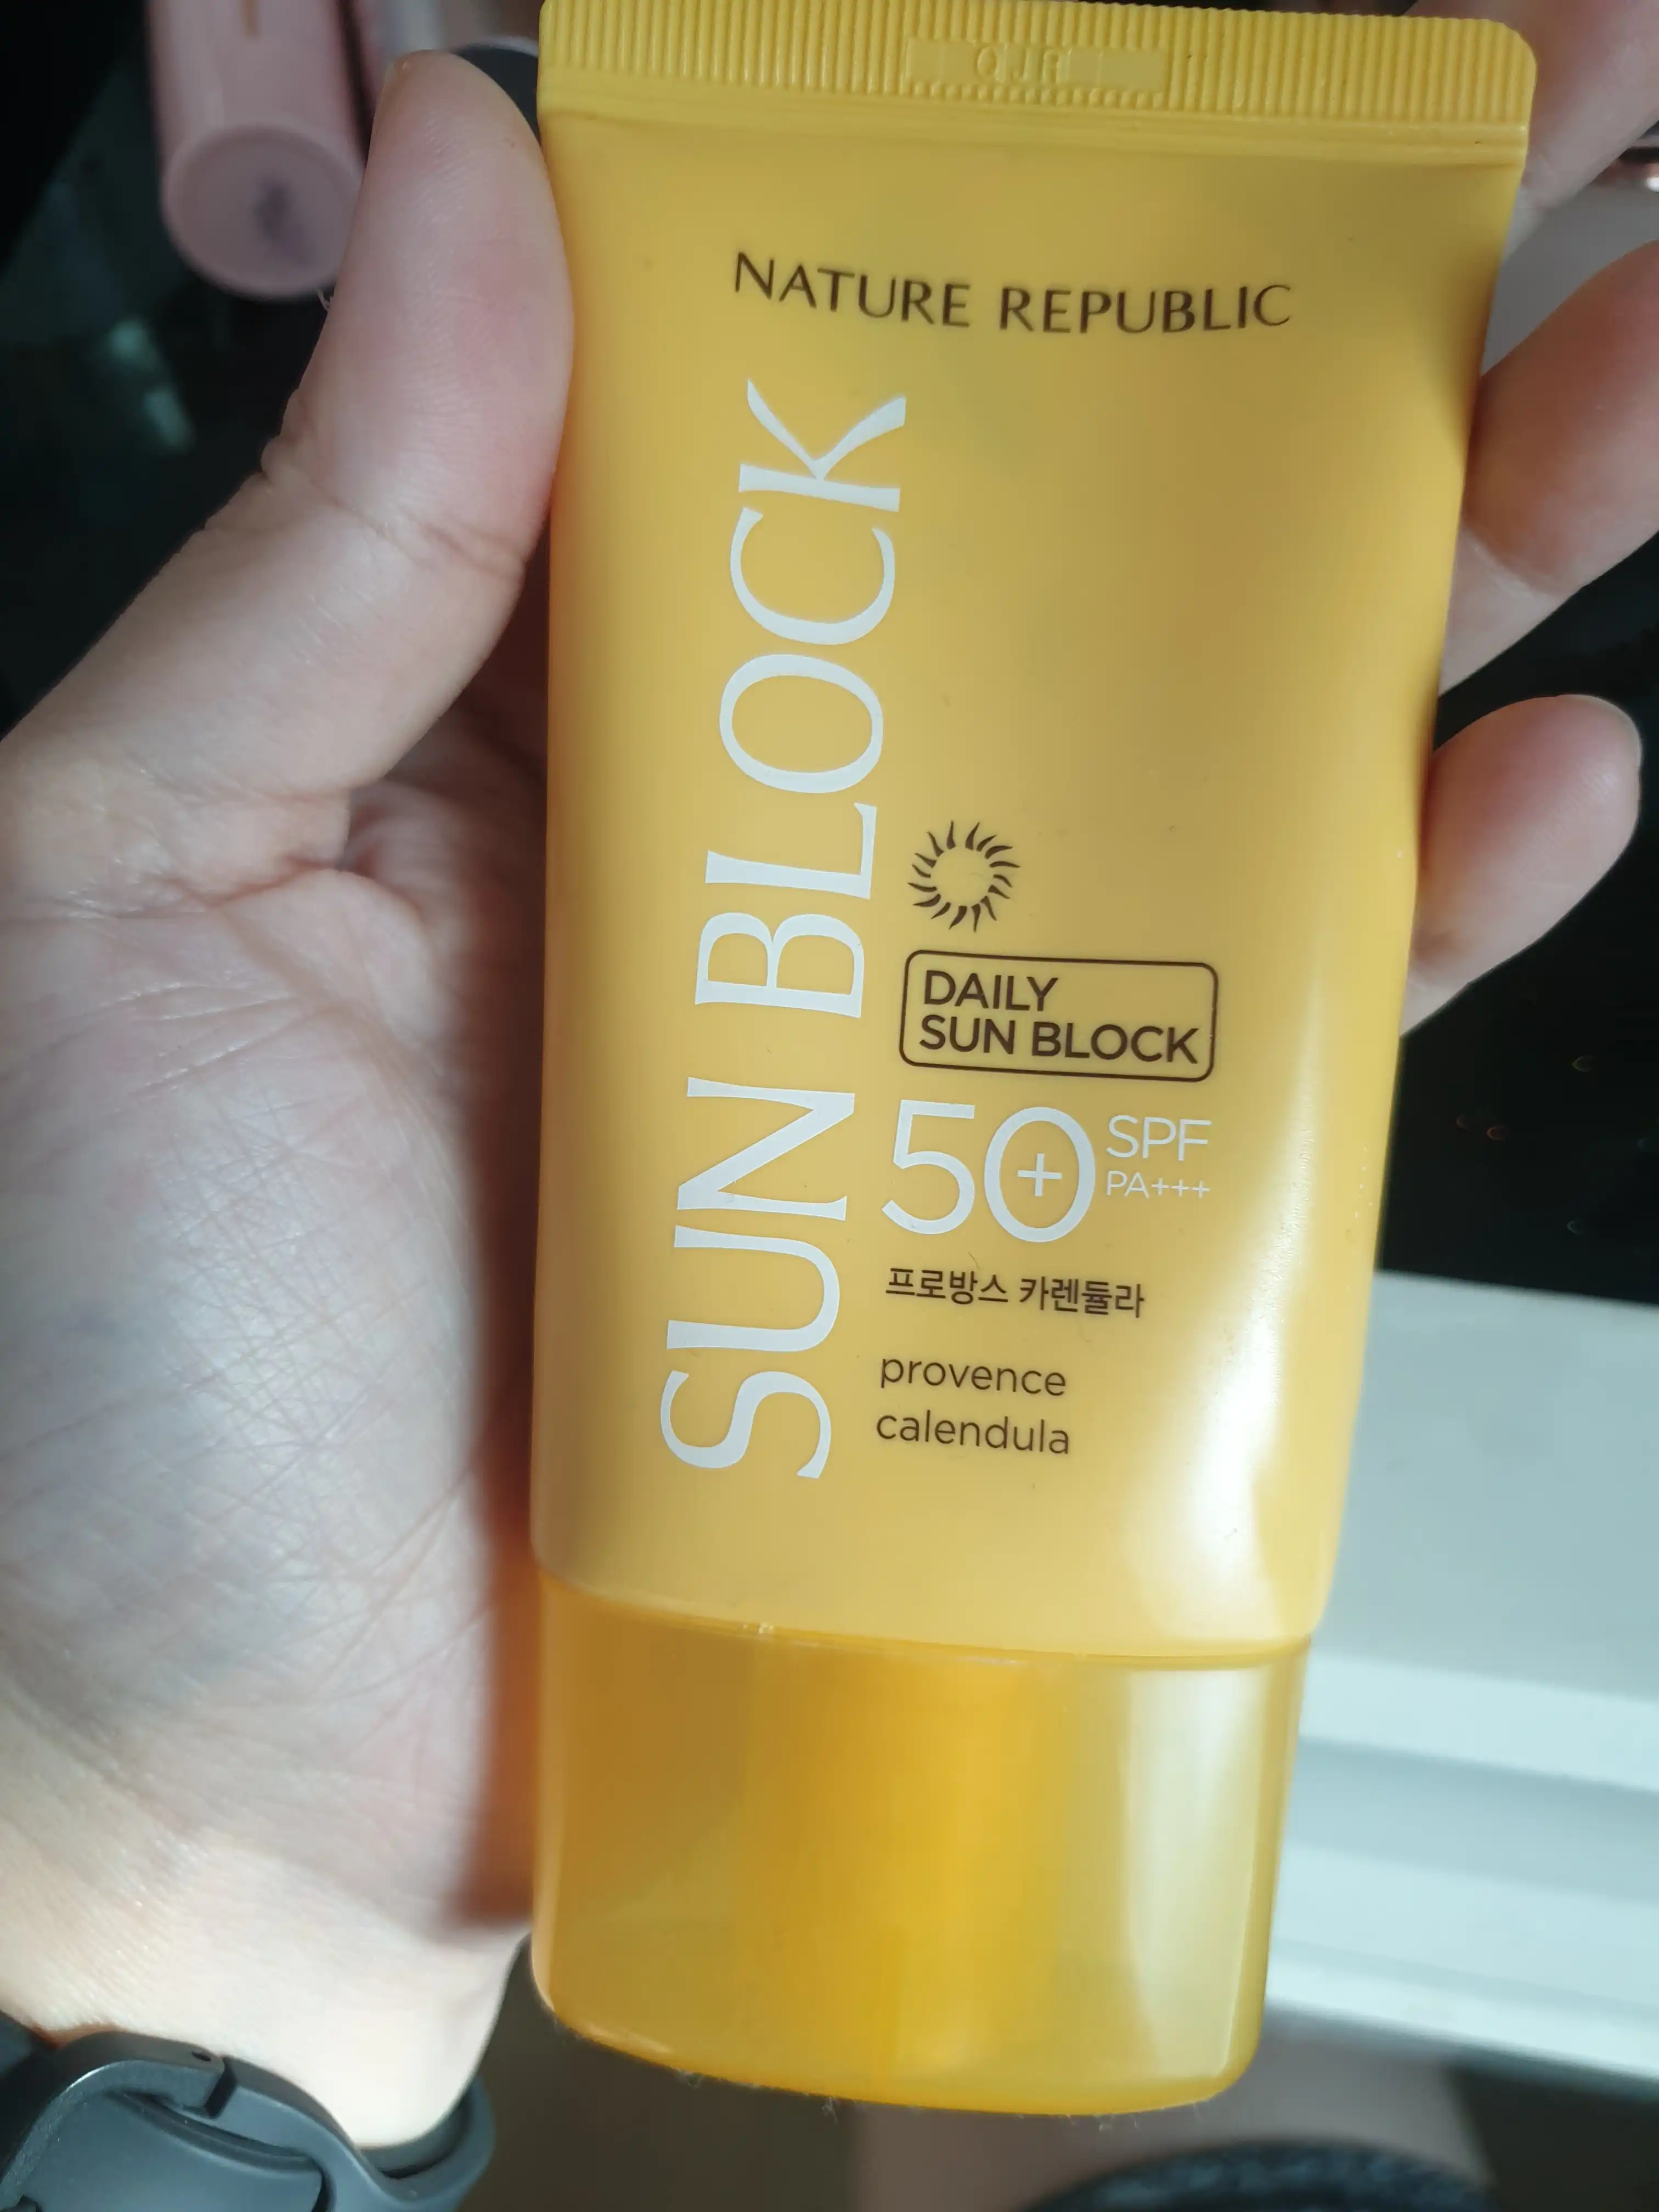 NATURE REPUBLIC
SUN BLOCK
DAILY
SUN BLOCK
50+ SPF
PA+++
프로방스 카렌듈라
provence
calendula